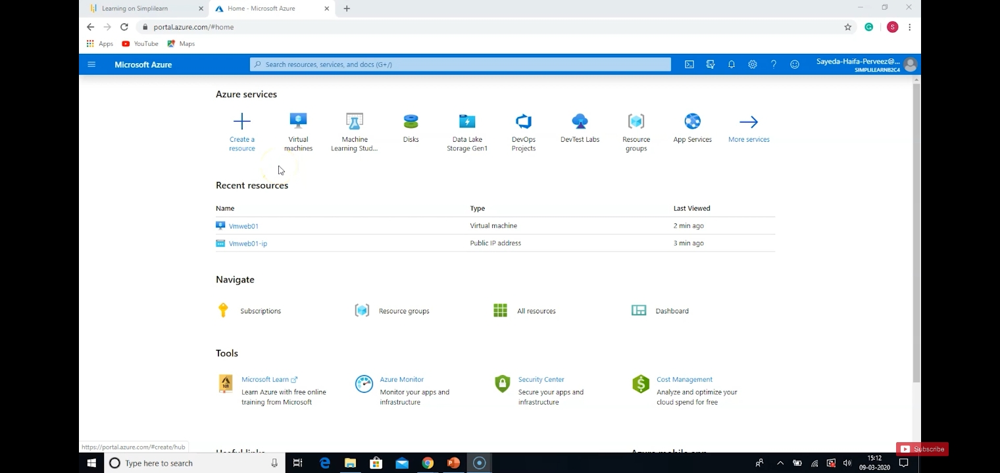 Learning on Simplilearn
Home - Microsoft Azure
portal.azure.com/#home
S
Apps
YouTube
Maps
Microsoft Azure
Search resources, services, and docs (G+/)
Sayeda-Haifa-Perveez@...
SIMPLILEARNB2C4
Azure services
Create a
resource
Virtual
machines
Machine
Learning Stud...
Disks
Data Lake
Storage Gen1
DevOps
Projects
DevTest Labs
Resource
groups
App Services
More services
Recent resources
Name Type Last Viewed
Vmweb01 Virtual machine 2 min ago
Vmweb01-ip Public IP address 3 min ago
Navigate
Subscriptions Resource groups All resources Dashboard
Tools
Microsoft Learn
Learn Azure with free online
training from Microsoft
Azure Monitor
Monitor your apps and
infrastructure
Security Center
Secure your apps and
infrastructure
Cost Management
Analyze and optimize your
cloud spend for free
https://portal.azure.com/#create/hub
Useful links
Azure mobile app
Subscribe
Type here to search
15:12
09-03-2020